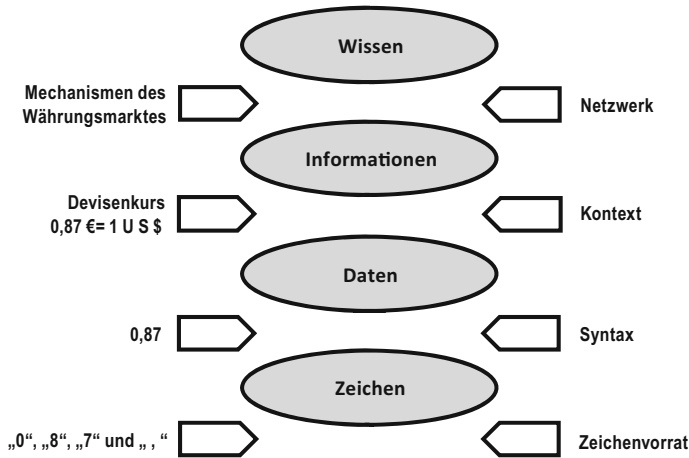 Wissen
Mechanismen des
Währungsmarktes
Netzwerk
Informationen
Devisenkurs
0,87 €= 1 U S $
Kontext
Daten
0,87
Syntax
Zeichen
„0“, „8“, „7“ und „ , “
Zeichenvorrat